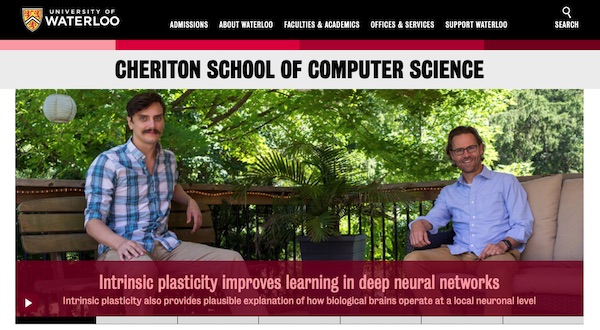 UNIVERSITY OF
WATERLOO
ADMISSIONS ABOUT WATERLOO FACULTIES & ACADEMICS OFFICES & SERVICES SUPPORT WATERLOO SEARCH
CHERITON SCHOOL OF COMPUTER SCIENCE
Intrinsic plasticity improves learning in deep neural networks
Intrinsic plasticity also provides plausible explanation of how biological brains operate at a local neuronal level